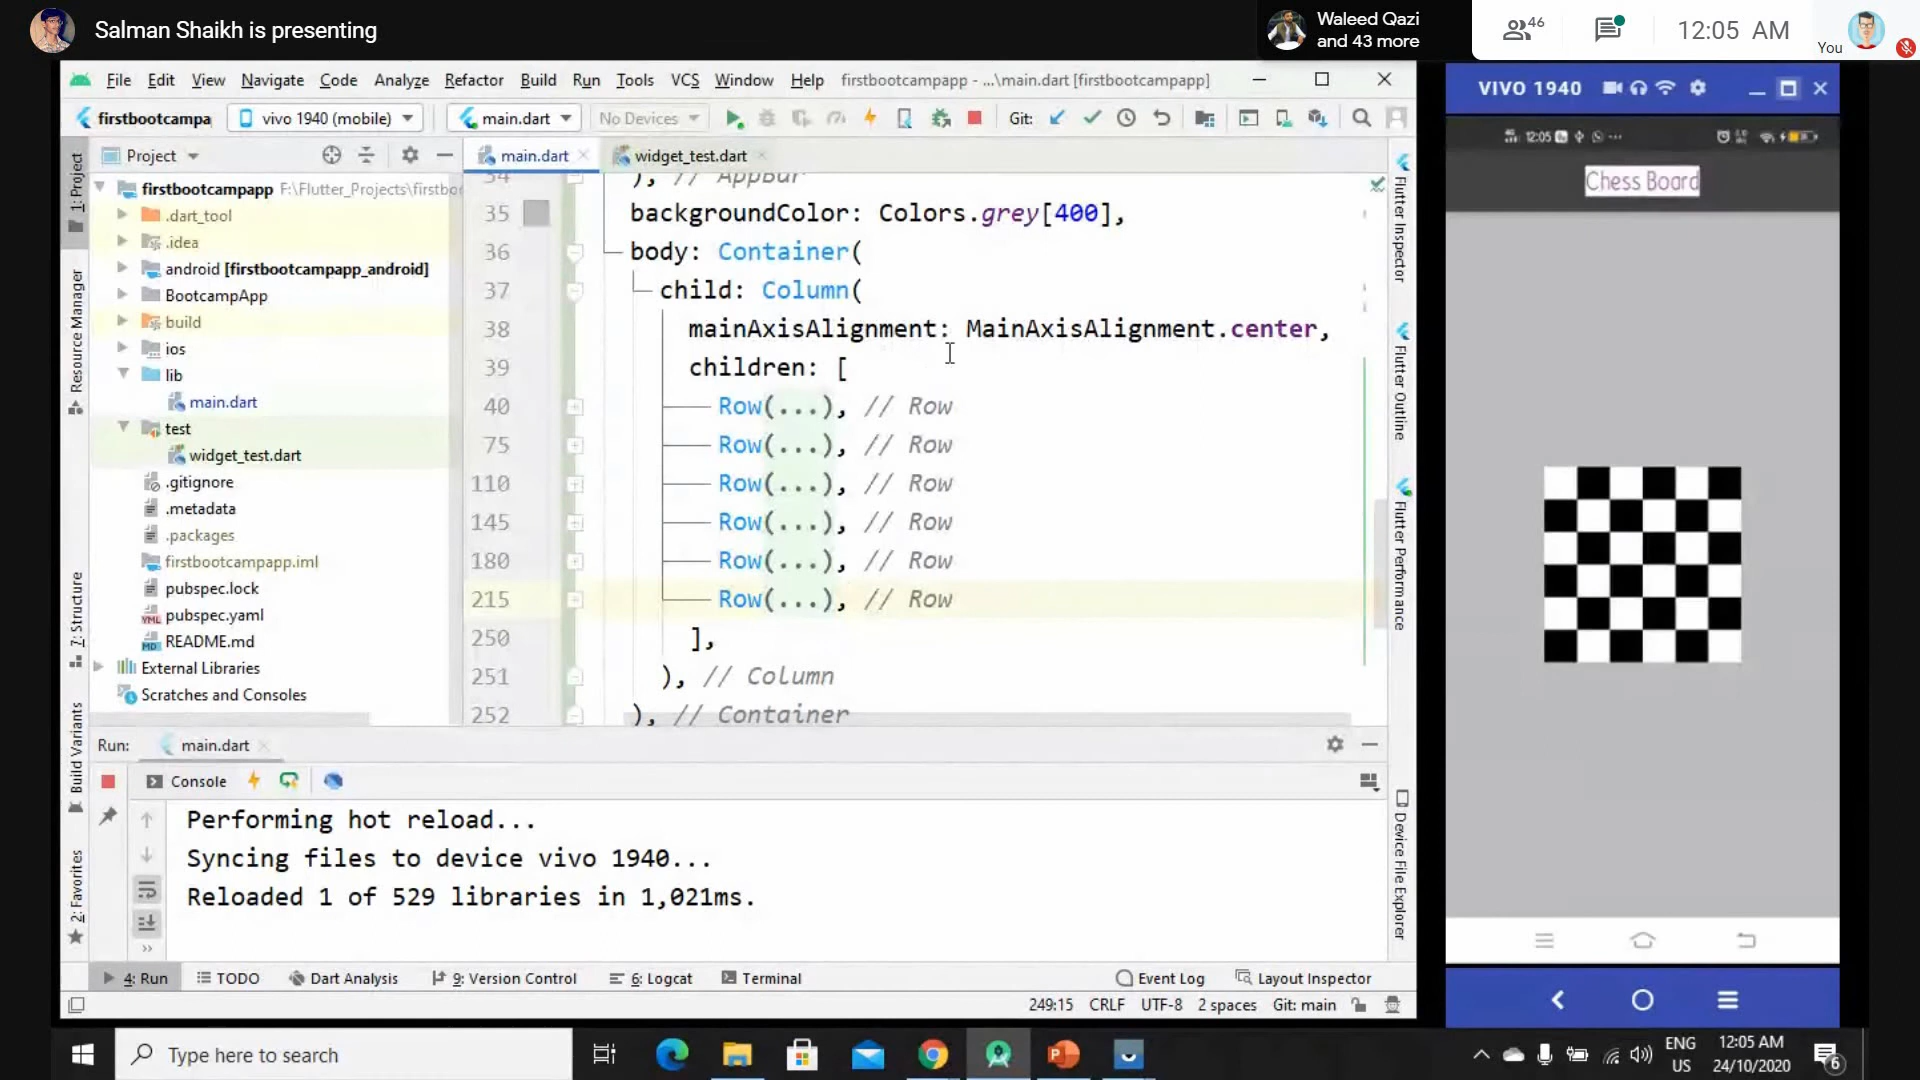 Salman Shaikh is presenting
Waleed Qazi
and 43 more
46
12:05 AM
You
File Edit View Navigate Code Analyze Refactor Build Run Tools VCS Window Help firstbootcampapp - ...\main.dart [firstbootcampapp]
firstbootcampa vivo 1940 (mobile) main.dart No Devices Git:
Project main.dart widget_test.dart
1: Project
Resource Manager
7: Structure
Build Variants
2: Favorites
firstbootcampapp F:\Flutter_Projects\firstbo
.dart_tool
.idea
android [firstbootcampapp_android]
BootcampApp
build
ios
lib
main.dart
test
widget_test.dart
.gitignore
.metadata
.packages
firstbootcampapp.iml
pubspec.lock
pubspec.yaml
README.md
External Libraries
Scratches and Consoles
34 ), // AppBar
35 backgroundColor: Colors.grey[400],
36 body: Container(
37 child: Column(
38 mainAxisAlignment: MainAxisAlignment.center,
39 children: [
40 Row(...), // Row
75 Row(...), // Row
110 Row(...), // Row
145 Row(...), // Row
180 Row(...), // Row
215 Row(...), // Row
250 ],
251 ), // Column
252 ), // Container
Flutter Inspector
Flutter Outline
Flutter Performance
Device File Explorer
Run: main.dart
Console
Performing hot reload...
Syncing files to device vivo 1940...
Reloaded 1 of 529 libraries in 1,021ms.
4: Run TODO Dart Analysis 9: Version Control 6: Logcat Terminal Event Log Layout Inspector
249:15 CRLF UTF-8 2 spaces Git: main
VIVO 1940
12:05
Chess Board
Type here to search
ENG
US
12:05 AM
24/10/2020
6